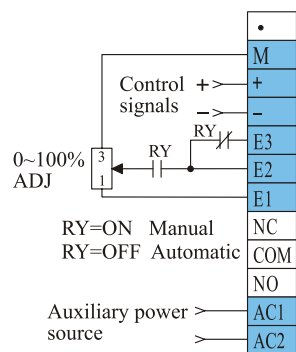 •
M
Control signals
+ +
− −
RY E3
RY
0~100% ADJ
3
1
E2
E1
RY=ON Manual NC
RY=OFF Automatic COM
NO
Auxiliary power source
AC1
AC2